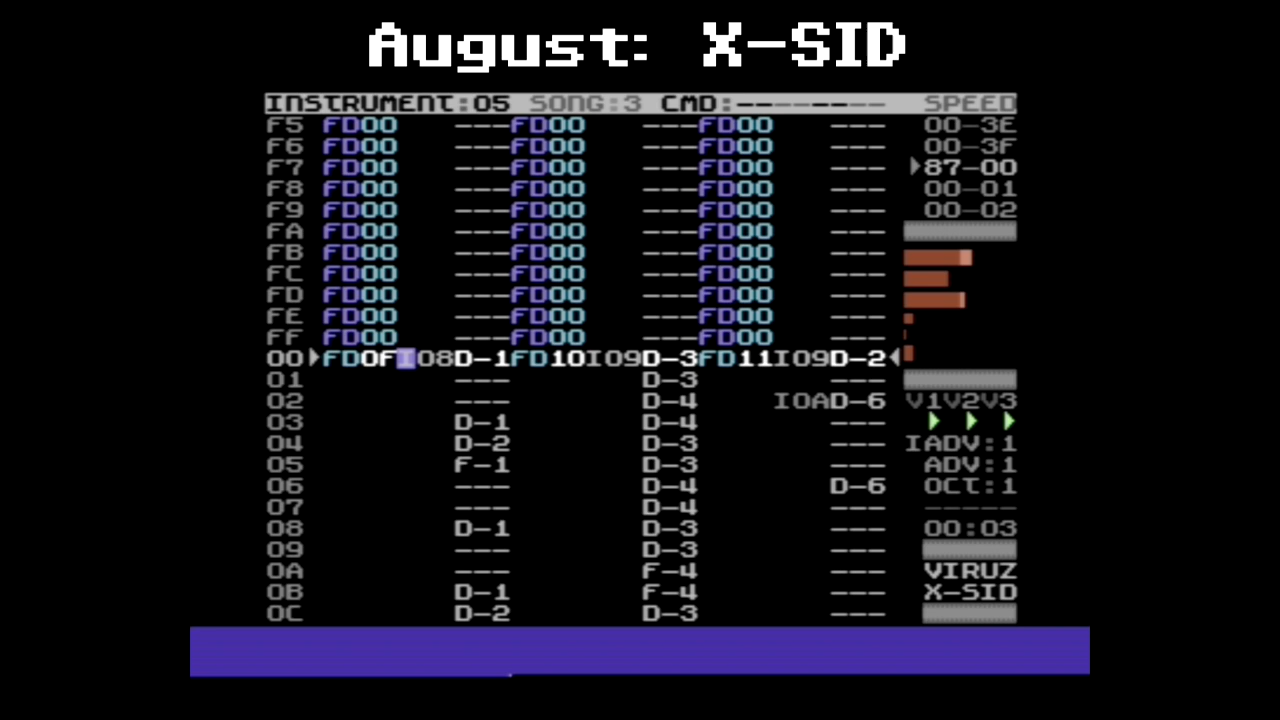 August: X-SID
INSTRUMENT:05 SONG:3 CMD:-------- SPEED
F5 FD00 ---FD00 ---FD00 --- 00-3E
F6 FD00 ---FD00 ---FD00 --- 00-3F
F7 FD00 ---FD00 ---FD00 --- 87-00
F8 FD00 ---FD00 ---FD00 --- 00-01
F9 FD00 ---FD00 ---FD00 --- 00-02
FA FD00 ---FD00 ---FD00 ---
FB FD00 ---FD00 ---FD00 ---
FC FD00 ---FD00 ---FD00 ---
FD FD00 ---FD00 ---FD00 ---
FE FD00 ---FD00 ---FD00 ---
FF FD00 ---FD00 ---FD00 ---
00 FD0FI08D-1FD10I09D-3FD11I09D-2
01 --- D-3 ---
02 --- D-4 I0AD-6 V1V2V3
03 D-1 D-4 ---
04 D-2 D-3 --- IADV:1
05 F-1 D-3 --- ADV:1
06 --- D-4 D-6 OCT:1
07 --- D-4 --- -----
08 D-1 D-3 --- 00:03
09 --- D-3 ---
0A --- F-4 --- VIRUZ
0B D-1 F-4 --- X-SID
0C D-2 D-3 ---